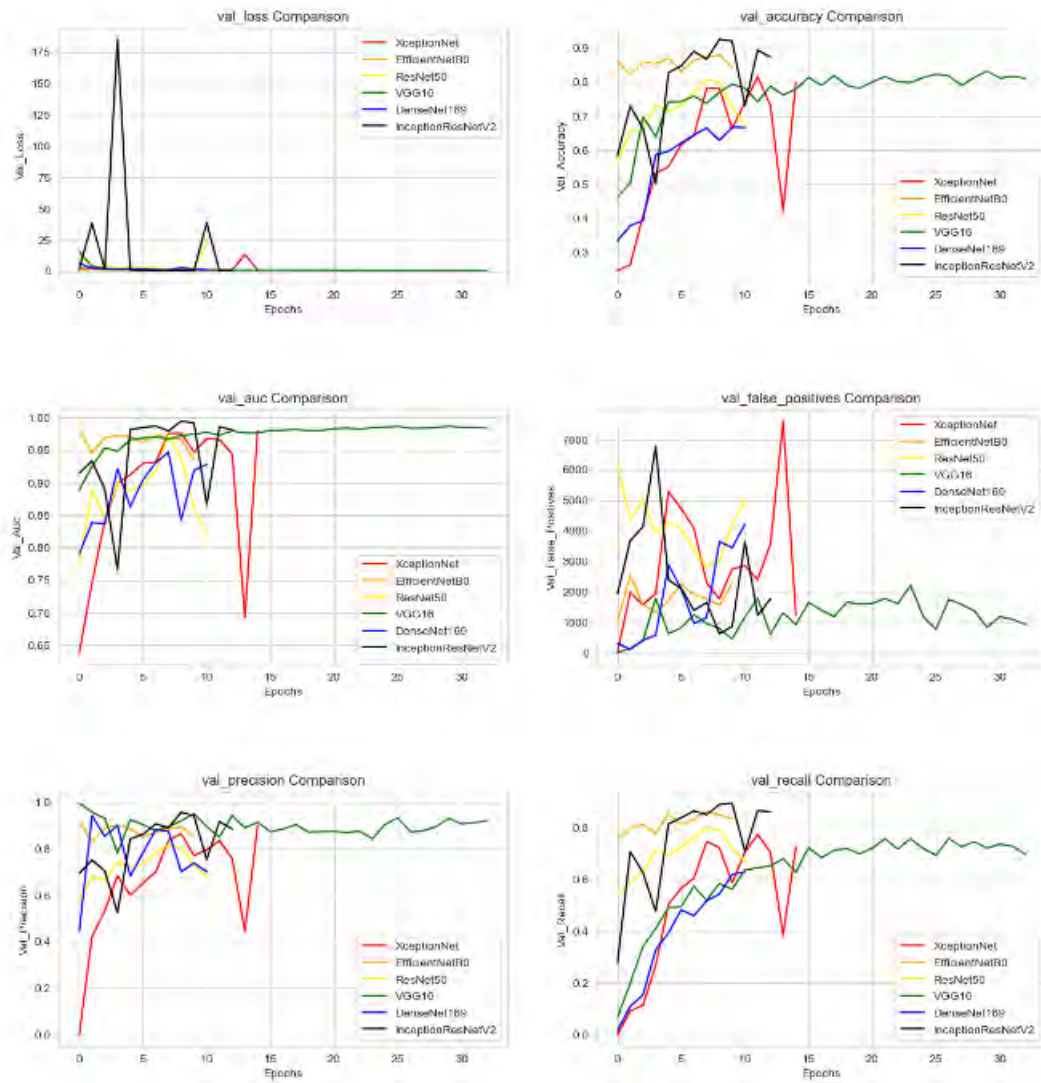 val_loss Comparison
175
150
125
100
75
50
25
0
Val_Loss
0 5 10 15 20 25 30
Epochs
XceptionNet
EfficientNetB0
ResNet50
VGG16
DenseNet169
InceptionResNetV2
val_accuracy Comparison
0.9
0.8
0.7
0.6
0.5
0.4
0.3
Val_Accuracy
0 5 10 15 20 25 30
Epochs
XceptionNet
EfficientNetB0
ResNet50
VGG16
DenseNet169
InceptionResNetV2
val_auc Comparison
1.00
0.95
0.90
0.85
0.80
0.75
0.70
0.65
Val_Auc
0 5 10 15 20 25 30
Epochs
XceptionNet
EfficientNetB0
ResNet50
VGG16
DenseNet169
InceptionResNetV2
val_false_positives Comparison
7000
6000
5000
4000
3000
2000
1000
0
Val_False_Positives
0 5 10 15 20 25 30
Epochs
XceptionNet
EfficientNetB0
ResNet50
VGG16
DenseNet169
InceptionResNetV2
val_precision Comparison
1.0
0.8
0.6
0.4
0.2
0.0
Val_Precision
0 5 10 15 20 25 30
Epochs
XceptionNet
EfficientNetB0
ResNet50
VGG16
DenseNet169
InceptionResNetV2
val_recall Comparison
0.8
0.6
0.4
0.2
0.0
Val_Recall
0 5 10 15 20 25 30
Epochs
XceptionNet
EfficientNetB0
ResNet50
VGG16
DenseNet169
InceptionResNetV2